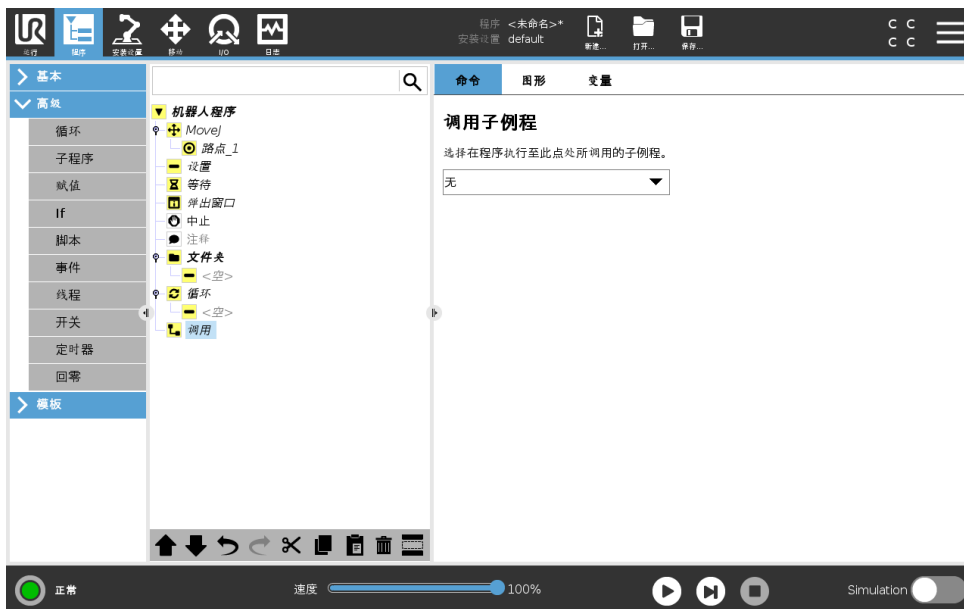 程序 <未命名>*
安装设置 default
运行 程序 安装设置 移动 I/O 日志
新建... 打开... 保存...
C C
C C
基本
高级
循环
子程序
赋值
If
脚本
事件
线程
开关
定时器
回零
模板
机器人程序
MoveJ
路点_1
设置
等待
弹出窗口
中止
注释
文件夹
<空>
循环
<空>
调用
命令 图形 变量
调用子例程
选择在程序执行至此点处所调用的子例程。
无
正常
速度 100%
Simulation